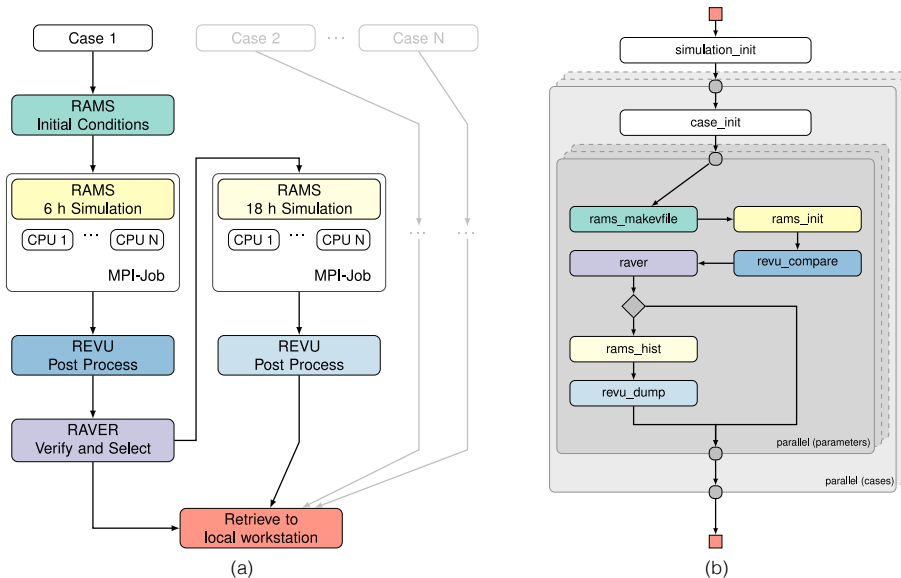 Case 1
Case 2
...
Case N
RAMS
Initial Conditions
RAMS
6 h Simulation
CPU 1
...
CPU N
MPI-Job
RAMS
18 h Simulation
CPU 1
...
CPU N
MPI-Job
...
...
REVU
Post Process
REVU
Post Process
RAVER
Verify and Select
Retrieve to
local workstation
(a)
simulation_init
case_init
rams_makevfile
rams_init
raver
revu_compare
rams_hist
revu_dump
parallel (parameters)
parallel (cases)
(b)